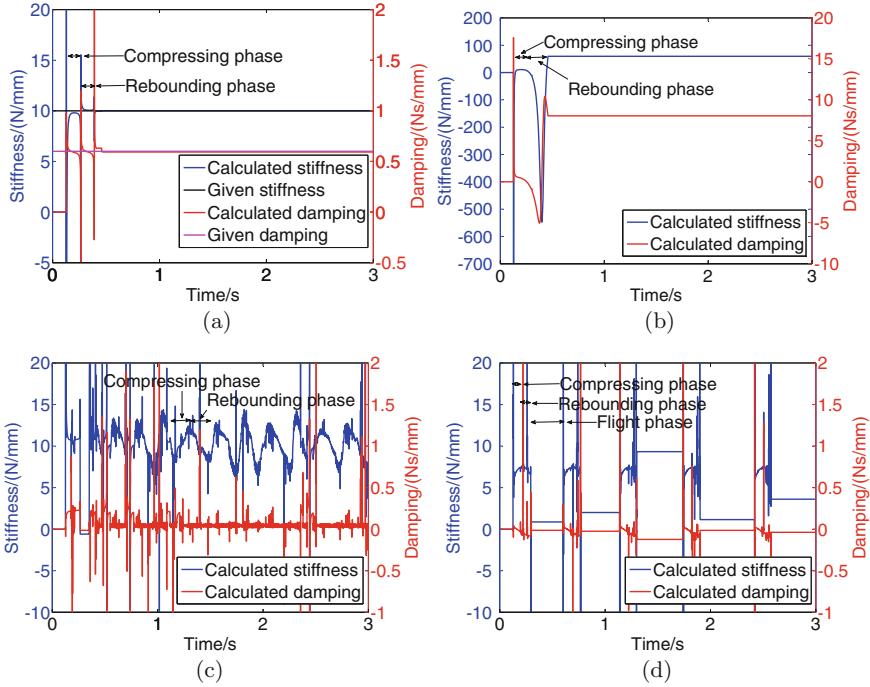 20
15
10
5
0
-5
Stiffness/(N/mm)
2
1.5
1
0.5
0
-0.5
Damping/(Ns/mm)
Compressing phase
Rebounding phase
Calculated stiffness
Given stiffness
Calculated damping
Given damping
0 1 2 3
Time/s
(a)
200
100
0
-100
-200
-300
-400
-500
-600
-700
Stiffness/(N/mm)
20
15
10
5
0
-5
-10
Damping/(Ns/mm)
Compressing phase
Rebounding phase
Calculated stiffness
Calculated damping
0 1 2 3
Time/s
(b)
20
15
10
5
0
5
-10
Stiffness/(N/mm)
2
1.5
1
0.5
0
-0.5
-1
Damping/(Ns/mm)
Compressing phase
Rebounding phase
Calculated stiffness
Calculated damping
0 1 2 3
Time/s
(c)
20
15
10
5
0
5
-10
Stiffness/(N/mm)
2
1.5
1
0.5
0
-0.5
-1
Damping/(Ns/mm)
Compressing phase
Rebounding phase
Flight phase
Calculated stiffness
Calculated damping
0 1 2 3
Time/s
(d)